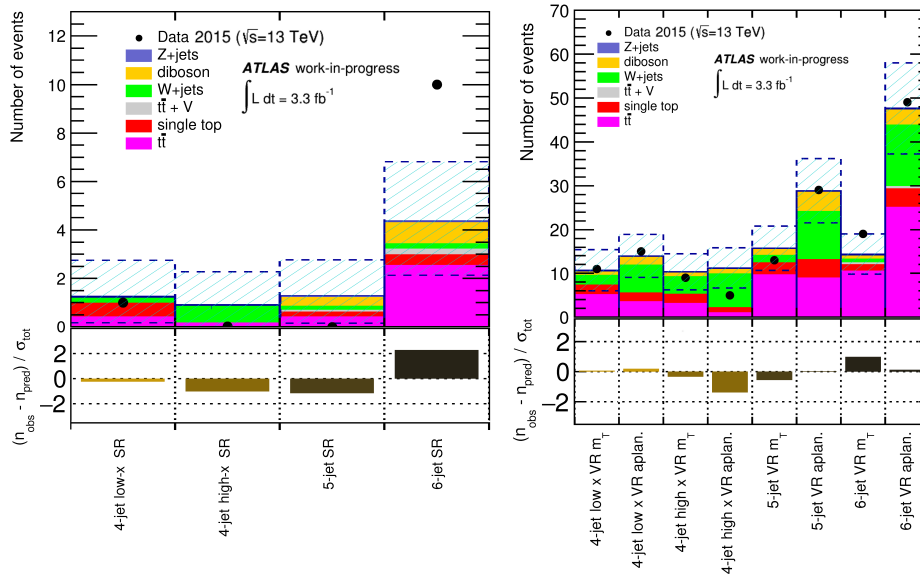 Number of events
12
10
8
6
4
2
0
Data 2015 (√s=13 TeV)
Z+jets
diboson
W+jets
tt̄ + V
single top
tt̄
ATLAS work-in-progress
∫ L dt = 3.3 fb⁻¹
(n_obs - n_pred) / σ_tot
2
0
−2
4-jet low-x SR
4-jet high-x SR
5-jet SR
6-jet SR
Number of events
70
60
50
40
30
20
10
0
Data 2015 (√s=13 TeV)
Z+jets
diboson
W+jets
tt̄ + V
single top
tt̄
ATLAS work-in-progress
∫ L dt = 3.3 fb⁻¹
(n_obs - n_pred) / σ_tot
2
0
−2
4-jet low x VR m_T
4-jet low x VR aplan.
4-jet high x VR m_T
4-jet high x VR aplan.
5-jet VR m_T
5-jet VR aplan.
6-jet VR m_T
6-jet VR aplan.